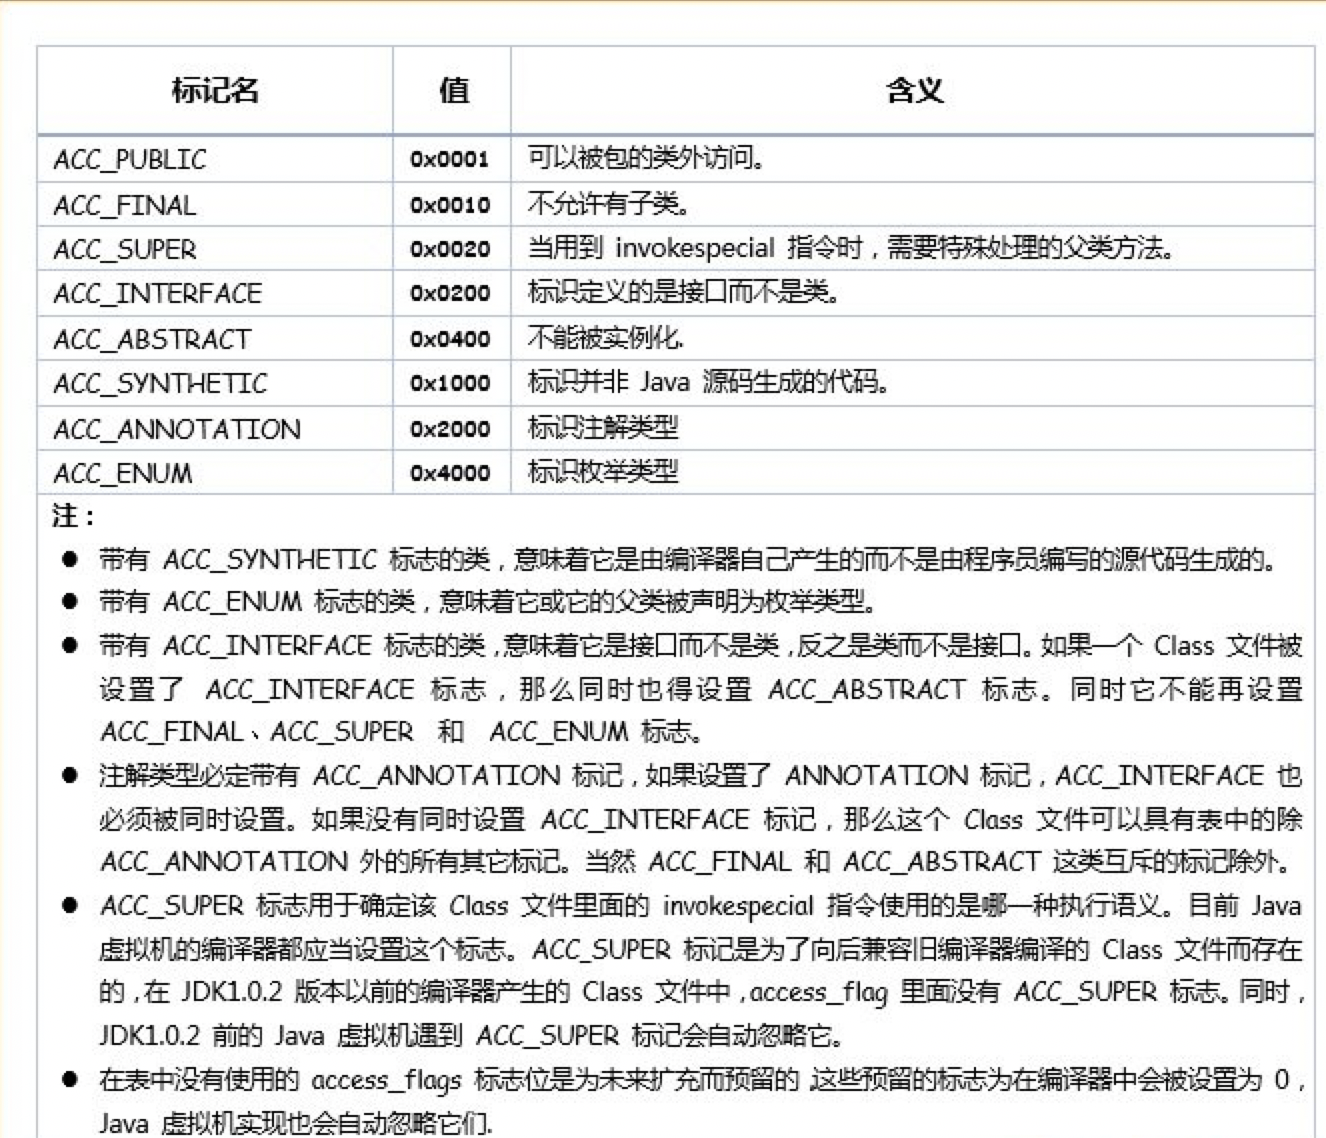 标记名 值 含义
ACC_PUBLIC 0x0001 可以被包的类外访问。
ACC_FINAL 0x0010 不允许有子类。
ACC_SUPER 0x0020 当用到 invokespecial 指令时，需要特殊处理的父类方法。
ACC_INTERFACE 0x0200 标识定义的是接口而不是类。
ACC_ABSTRACT 0x0400 不能被实例化.
ACC_SYNTHETIC 0x1000 标识并非 Java 源码生成的代码。
ACC_ANNOTATION 0x2000 标识注解类型
ACC_ENUM 0x4000 标识枚举类型
注：
● 带有 ACC_SYNTHETIC 标志的类，意味着它是由编译器自己产生的而不是由程序员编写的源代码生成的。
● 带有 ACC_ENUM 标志的类，意味着它或它的父类被声明为枚举类型。
● 带有 ACC_INTERFACE 标志的类，意味着它是接口而不是类，反之是类而不是接口。如果一个 Class 文件被
设置了 ACC_INTERFACE 标志，那么同时也得设置 ACC_ABSTRACT 标志。同时它不能再设置
ACC_FINAL、ACC_SUPER 和 ACC_ENUM 标志。
● 注解类型必定带有 ACC_ANNOTATION 标记，如果设置了 ANNOTATION 标记，ACC_INTERFACE 也
必须被同时设置。如果没有同时设置 ACC_INTERFACE 标记，那么这个 Class 文件可以具有表中的除
ACC_ANNOTATION 外的所有其它标记。当然 ACC_FINAL 和 ACC_ABSTRACT 这类互斥的标记除外。
● ACC_SUPER 标志用于确定该 Class 文件里面的 invokespecial 指令使用的是哪一种执行语义。目前 Java
虚拟机的编译器都应当设置这个标志。ACC_SUPER 标记是为了向后兼容旧编译器编译的 Class 文件而存在
的，在 JDK1.0.2 版本以前的编译器产生的 Class 文件中，access_flag 里面没有 ACC_SUPER 标志。同时，
JDK1.0.2 前的 Java 虚拟机遇到 ACC_SUPER 标记会自动忽略它。
● 在表中没有使用的 access_flags 标志位是为未来扩充而预留的，这些预留的标志为在编译器中会被设置为 0，
Java 虚拟机实现也会自动忽略它们.